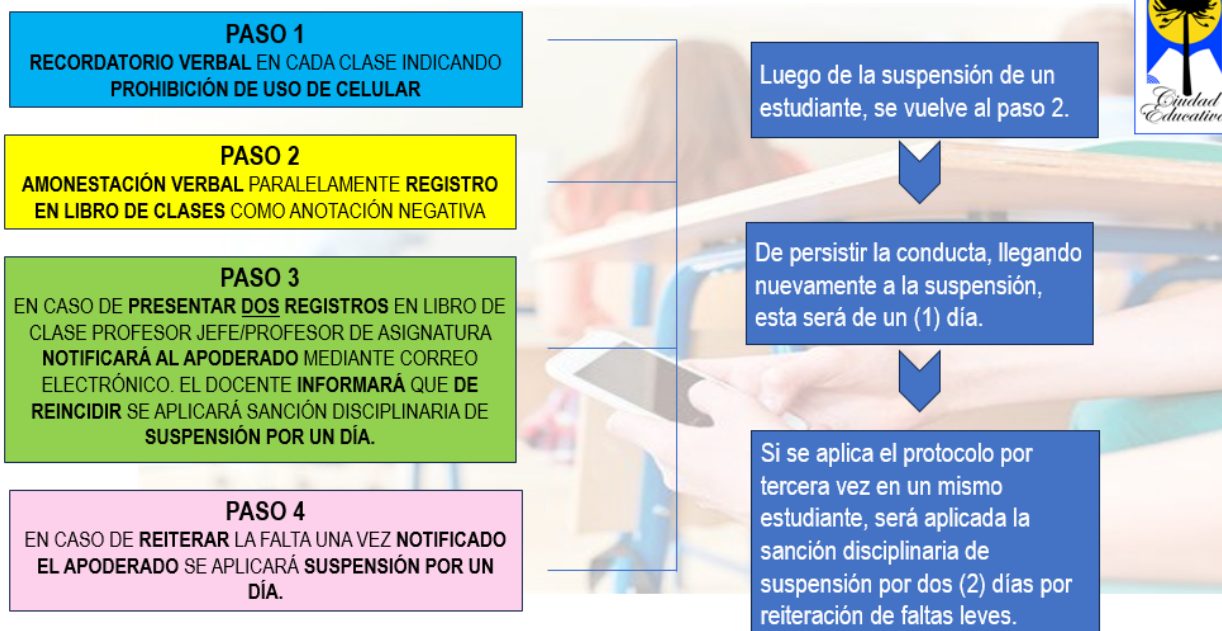 PASO 1
RECORDATORIO VERBAL EN CADA CLASE INDICANDO
PROHIBICIÓN DE USO DE CELULAR
PASO 2
AMONESTACIÓN VERBAL PARALELAMENTE REGISTRO
EN LIBRO DE CLASES COMO ANOTACIÓN NEGATIVA
PASO 3
EN CASO DE PRESENTAR DOS REGISTROS EN LIBRO DE
CLASE PROFESOR JEFE/PROFESOR DE ASIGNATURA
NOTIFICARÁ AL APODERADO MEDIANTE CORREO
ELECTRÓNICO. EL DOCENTE INFORMARÁ QUE DE
REINCIDIR SE APLICARÁ SANCIÓN DISCIPLINARIA DE
SUSPENSIÓN POR UN DÍA.
PASO 4
EN CASO DE REITERAR LA FALTA UNA VEZ NOTIFICADO
EL APODERADO SE APLICARÁ SUSPENSIÓN POR UN
DÍA.
Luego de la suspensión de un
estudiante, se vuelve al paso 2.
De persistir la conducta, llegando
nuevamente a la suspensión,
esta será de un (1) día.
Si se aplica el protocolo por
tercera vez en un mismo
estudiante, será aplicada la
sanción disciplinaria de
suspensión por dos (2) días por
reiteración de faltas leves.
Ciudad
Educativa